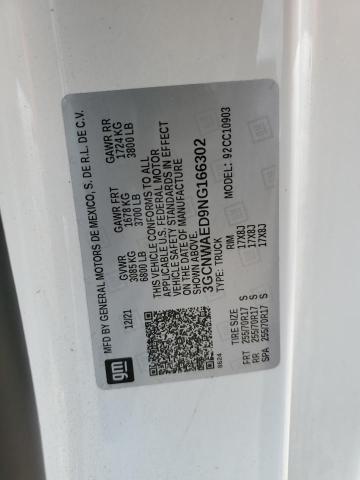 gm
MFD BY GENERAL MOTORS DE MEXICO, S. DE R.L. DE C.V.
12/21
GVWR
3085 KG
6800 LB
GAWR FRT
1678 KG
3700 LB
GAWR RR
1724 KG
3800 LB
THIS VEHICLE CONFORMS TO ALL
APPLICABLE U.S. FEDERAL MOTOR
VEHICLE SAFETY STANDARDS IN EFFECT
ON THE DATE OF MANUFACTURE
SHOWN ABOVE.
3GCNWAED9NG166302
TYPE: TRUCK
MODEL: 92CC10903
8624
TIRE SIZE RIM
FRT 255/70R17 S 17X8J
RR 255/70R17 S 17X8J
SPA 255/70R17 S 17X8J